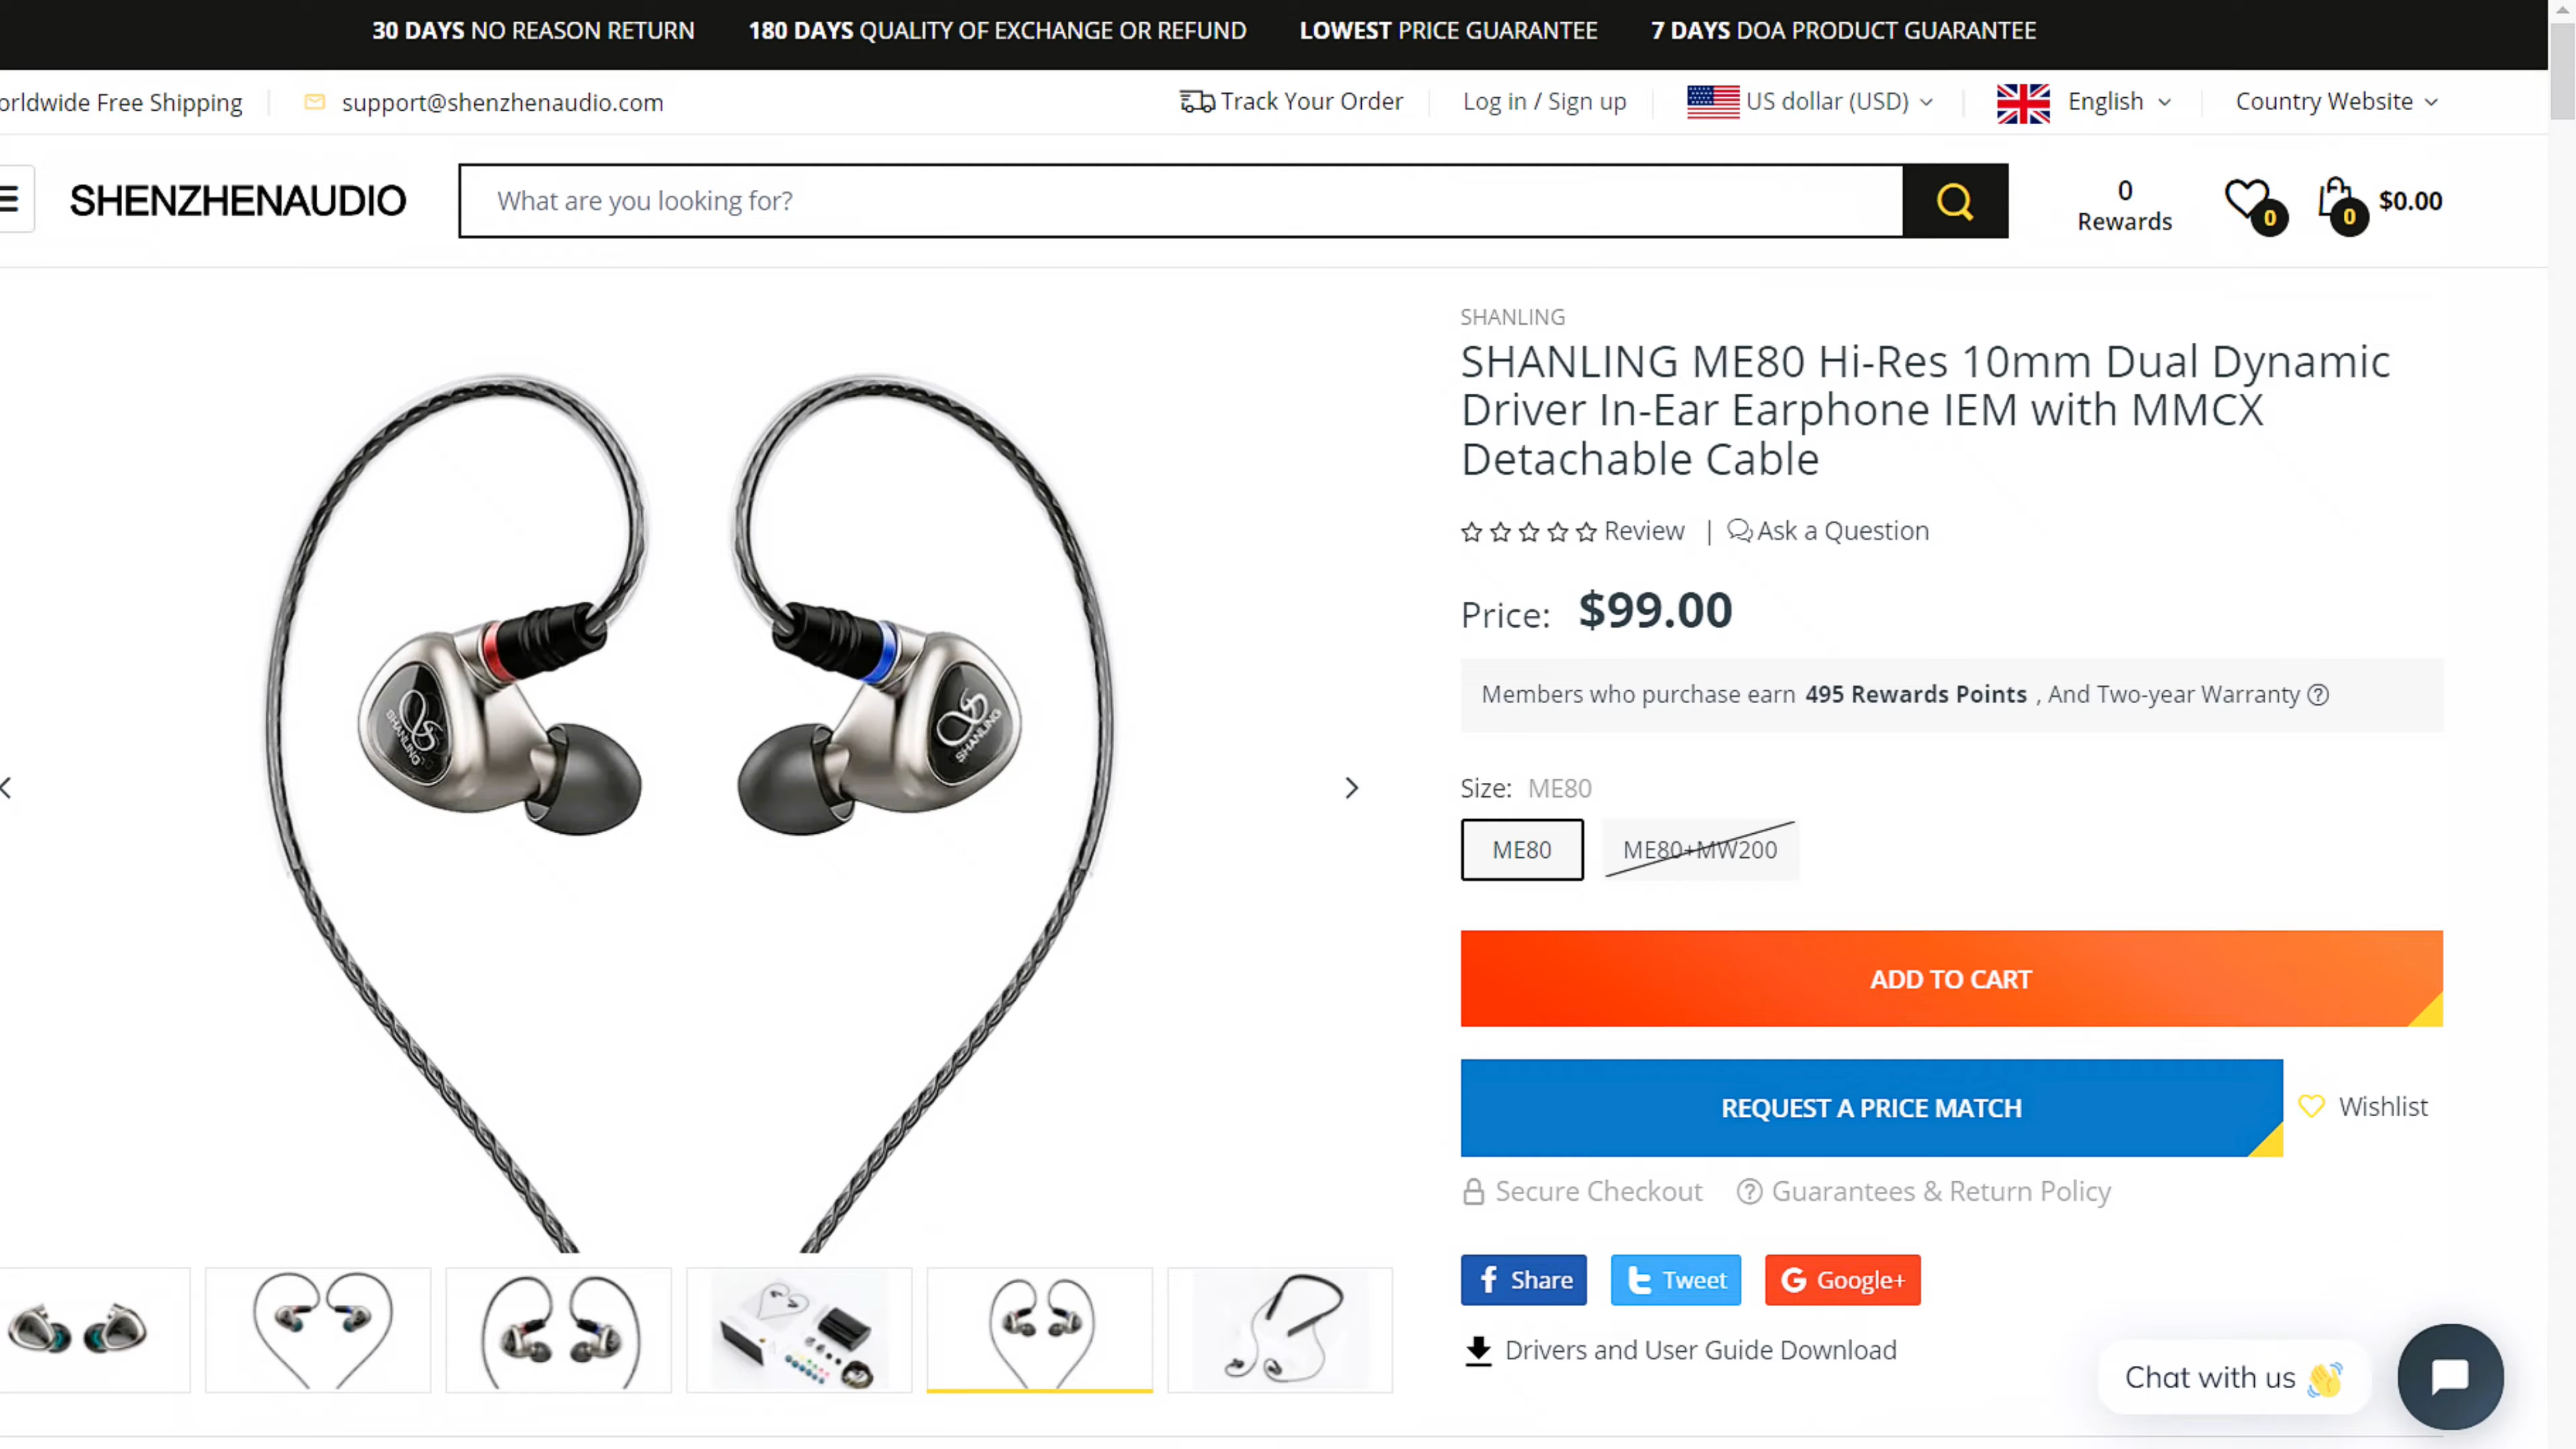 30 DAYS NO REASON RETURN 180 DAYS QUALITY OF EXCHANGE OR REFUND LOWEST PRICE GUARANTEE 7 DAYS DOA PRODUCT GUARANTEE
orldwide Free Shipping support@shenzhenaudio.com Track Your Order Log in / Sign up US dollar (USD) English Country Website
SHENZHENAUDIO What are you looking for? 0 Rewards 0 0 $0.00
SHANLING
SHANLING ME80 Hi-Res 10mm Dual Dynamic
Driver In-Ear Earphone IEM with MMCX
Detachable Cable
Review | Ask a Question
Price: $99.00
Members who purchase earn 495 Rewards Points , And Two-year Warranty
SHANLING SHANLING
Size: ME80
ME80 ME80+MW200
ADD TO CART
REQUEST A PRICE MATCH Wishlist
Secure Checkout Guarantees & Return Policy
Share Tweet Google+
Drivers and User Guide Download
Chat with us 👋